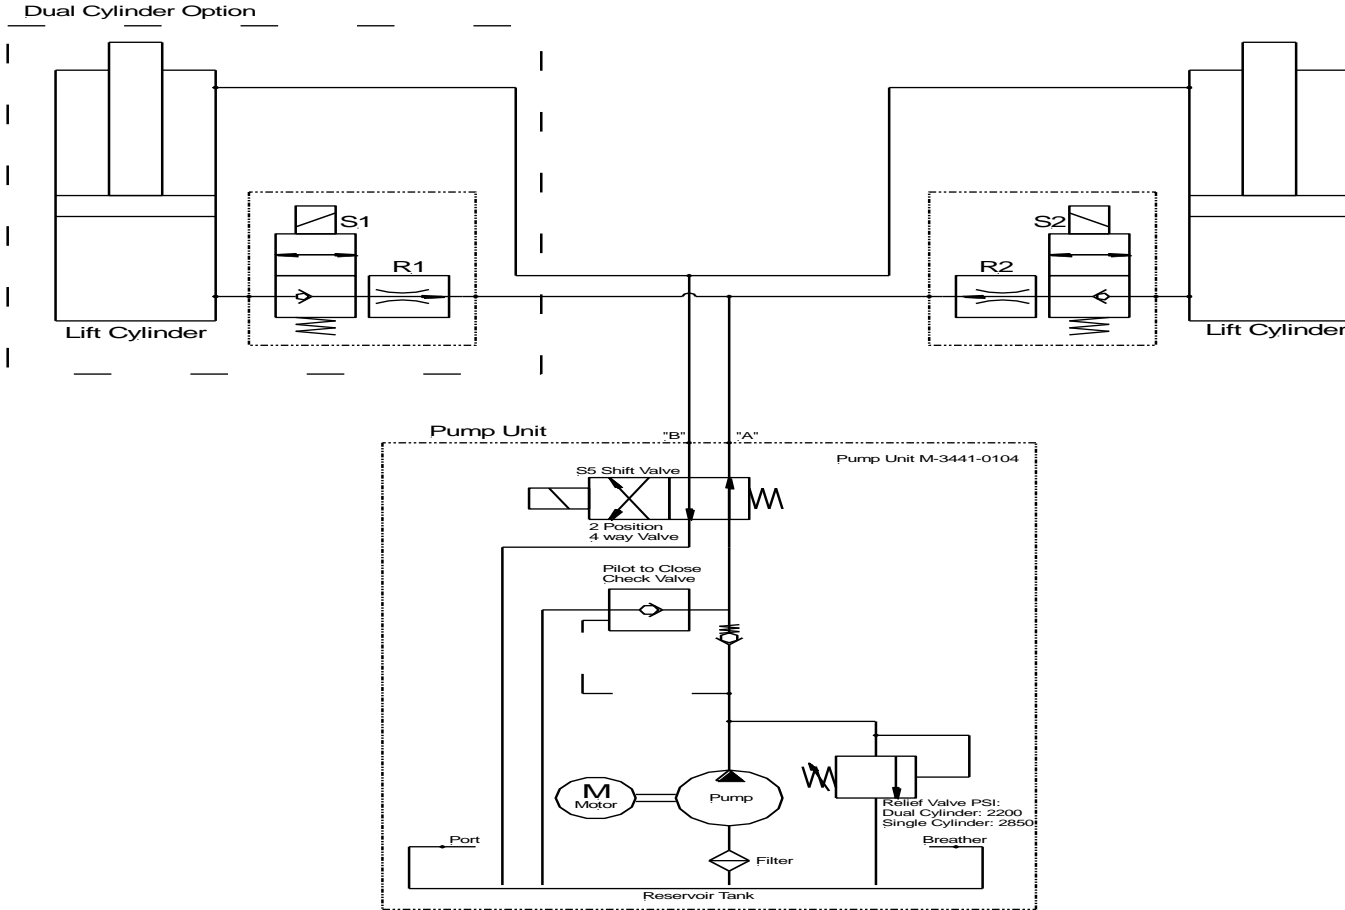 Dual Cylinder Option
S1
S2
R1
R2
Lift Cylinder
Lift Cylinder
Pump Unit
"B"
"A"
Pump Unit M-3441-0104
S5 Shift Valve
2 Position
4 way Valve
Pilot to Close
Check Valve
M
Motor
Pump
Relief Valve PSI:
Dual Cylinder: 2200
Single Cylinder: 2850
Port
Breather
Filter
Reservoir Tank